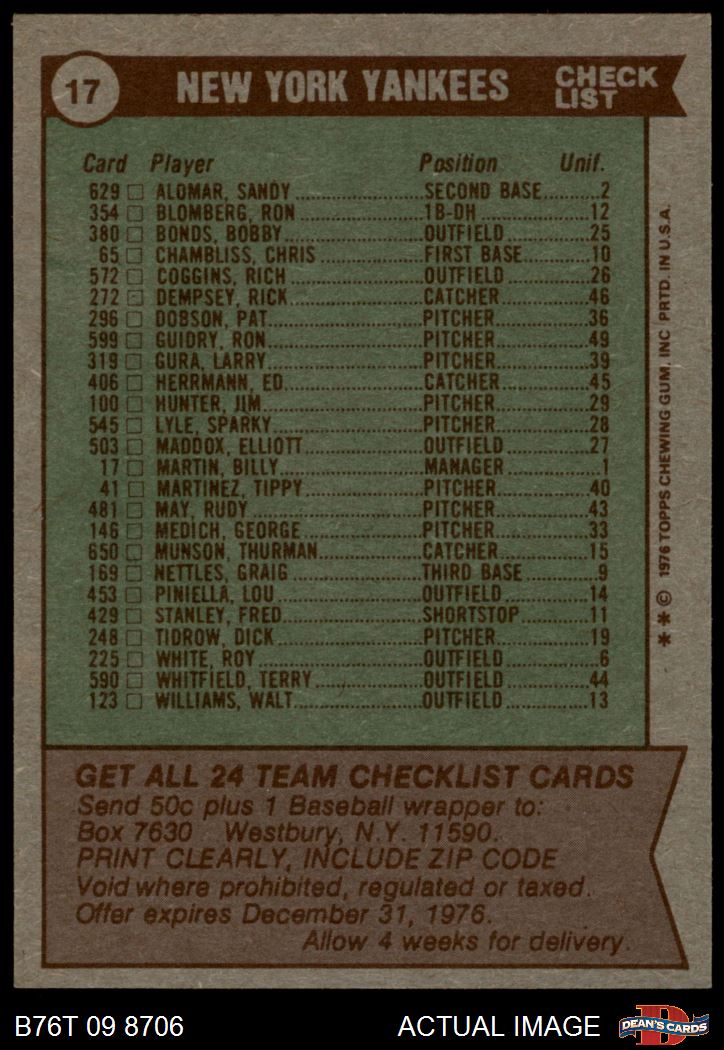 17 NEW YORK YANKEES CHECK LIST
Card Player Position Unif.
629 □ ALOMAR, SANDY SECOND BASE 2
354 □ BLOMBERG, RON 1B-DH 12
380 □ BONDS, BOBBY OUTFIELD 25
65 □ CHAMBLISS, CHRIS FIRST BASE 10
572 □ COGGINS, RICH OUTFIELD 26
272 □ DEMPSEY, RICK CATCHER 46
296 □ DOBSON, PAT PITCHER 36
599 □ GUIDRY, RON PITCHER 49
319 □ GURA, LARRY PITCHER 39
406 □ HERRMANN, ED CATCHER 45
100 □ HUNTER, JIM PITCHER 29
545 □ LYLE, SPARKY PITCHER 28
503 □ MADDOX, ELLIOTT OUTFIELD 27
17 □ MARTIN, BILLY MANAGER 1
41 □ MARTINEZ, TIPPY PITCHER 40
481 □ MAY, RUDY PITCHER 43
146 □ MEDICH, GEORGE PITCHER 33
650 □ MUNSON, THURMAN CATCHER 15
169 □ NETTLES, GRAIG THIRD BASE 9
453 □ PINIELLA, LOU OUTFIELD 14
429 □ STANLEY, FRED SHORTSTOP 11
248 □ TIDROW, DICK PITCHER 19
225 □ WHITE, ROY OUTFIELD 6
590 □ WHITFIELD, TERRY OUTFIELD 44
123 □ WILLIAMS, WALT OUTFIELD 13
**© 1976 TOPPS CHEWING GUM, INC PRTD. IN U.S.A.
GET ALL 24 TEAM CHECKLIST CARDS
Send 50c plus 1 Baseball wrapper to:
Box 7630 Westbury, N.Y. 11590.
PRINT CLEARLY, INCLUDE ZIP CODE
Void where prohibited, regulated or taxed.
Offer expires December 31, 1976.
Allow 4 weeks for delivery.
B76T 09 8706 ACTUAL IMAGE
D
DEAN'S CARDS